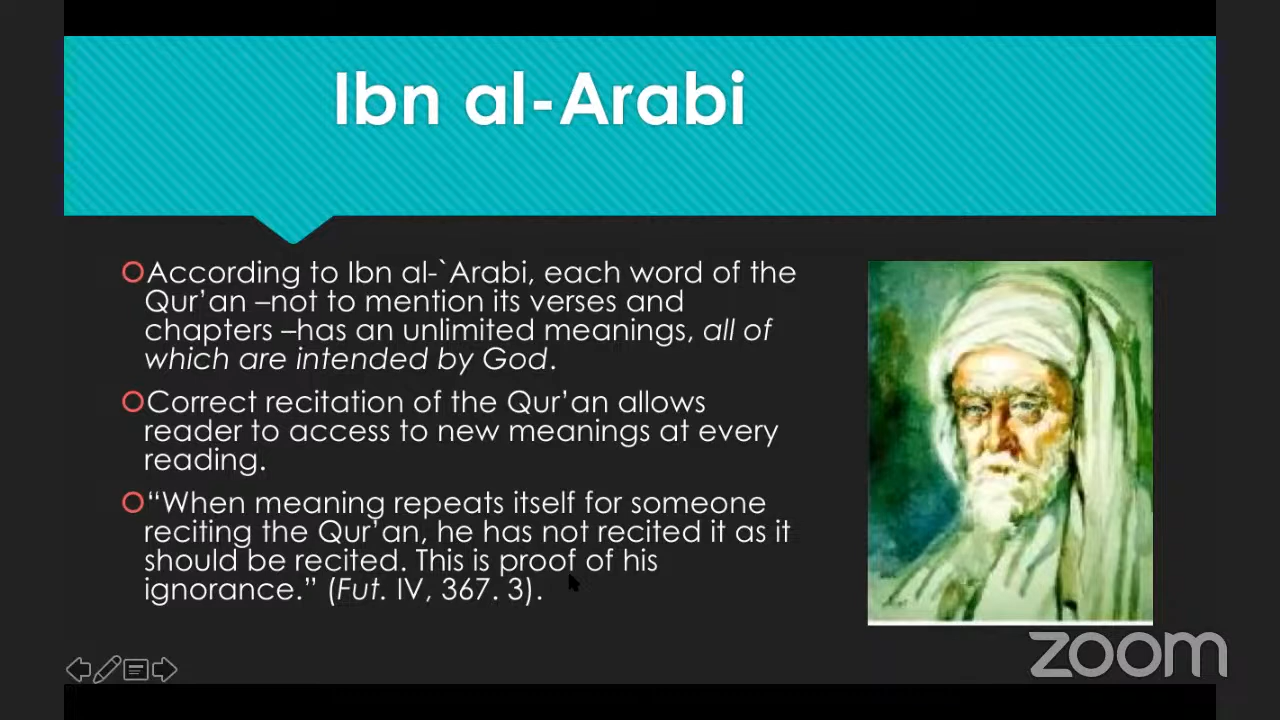 Ibn al-Arabi
According to Ibn al-`Arabi, each word of the
Qur’an –not to mention its verses and
chapters –has an unlimited meanings, all of
which are intended by God.
Correct recitation of the Qur’an allows
reader to access to new meanings at every
reading.
“When meaning repeats itself for someone
reciting the Qur’an, he has not recited it as it
should be recited. This is proof of his
ignorance.” (Fut. IV, 367. 3).
zoom